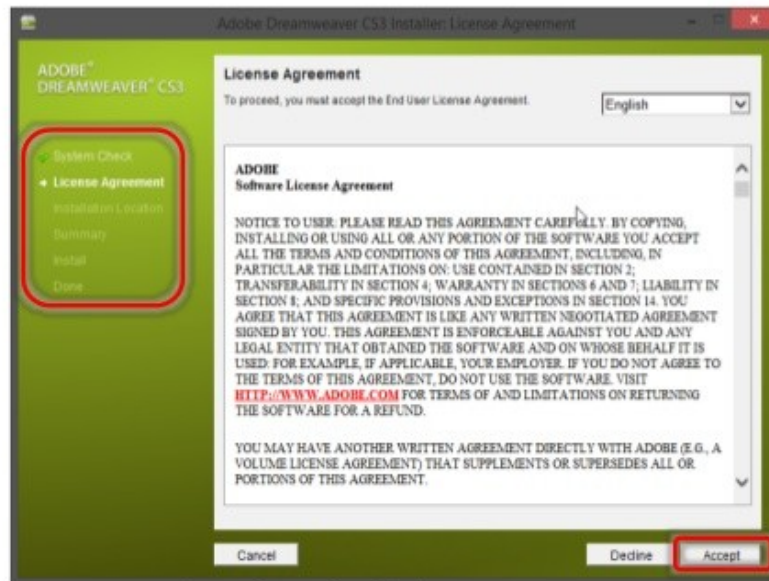 Adobe Dreamweaver CS3 Installer: License Agreement
ADOBE®
DREAMWEAVER® CS3
System Check
License Agreement
Installation Location
Summary
Install
Done
License Agreement
To proceed, you must accept the End User License Agreement.
English
ADOBE
Software License Agreement
NOTICE TO USER: PLEASE READ THIS AGREEMENT CAREFULLY. BY COPYING,
INSTALLING OR USING ALL OR ANY PORTION OF THE SOFTWARE YOU ACCEPT
ALL THE TERMS AND CONDITIONS OF THIS AGREEMENT, INCLUDING, IN
PARTICULAR THE LIMITATIONS ON: USE CONTAINED IN SECTION 2;
TRANSFERABILITY IN SECTION 4; WARRANTY IN SECTIONS 6 AND 7; LIABILITY IN
SECTION 8; AND SPECIFIC PROVISIONS AND EXCEPTIONS IN SECTION 14. YOU
AGREE THAT THIS AGREEMENT IS LIKE ANY WRITTEN NEGOTIATED AGREEMENT
SIGNED BY YOU. THIS AGREEMENT IS ENFORCEABLE AGAINST YOU AND ANY
LEGAL ENTITY THAT OBTAINED THE SOFTWARE AND ON WHOSE BEHALF IT IS
USED: FOR EXAMPLE, IF APPLICABLE, YOUR EMPLOYER. IF YOU DO NOT AGREE TO
THE TERMS OF THIS AGREEMENT, DO NOT USE THE SOFTWARE. VISIT
HTTP://WWW.ADOBE.COM FOR TERMS OF AND LIMITATIONS ON RETURNING
THE SOFTWARE FOR A REFUND.
YOU MAY HAVE ANOTHER WRITTEN AGREEMENT DIRECTLY WITH ADOBE (E.G., A
VOLUME LICENSE AGREEMENT) THAT SUPPLEMENTS OR SUPERSEDES ALL OR
PORTIONS OF THIS AGREEMENT.
Cancel
Decline
Accept